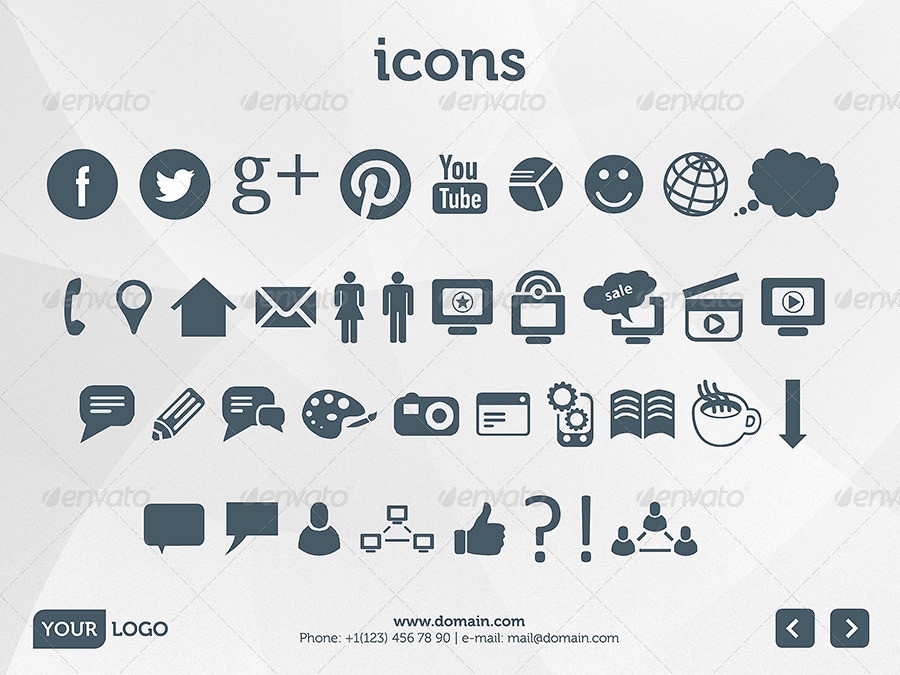 icons
envato envato envato envato envato
f g+ You
Tube
sale
envato envato envato envato envato
envato envato envato envato envato
? !
YOUR LOGO
www.domain.com
Phone: +1(123) 456 78 90 | e-mail: mail@domain.com